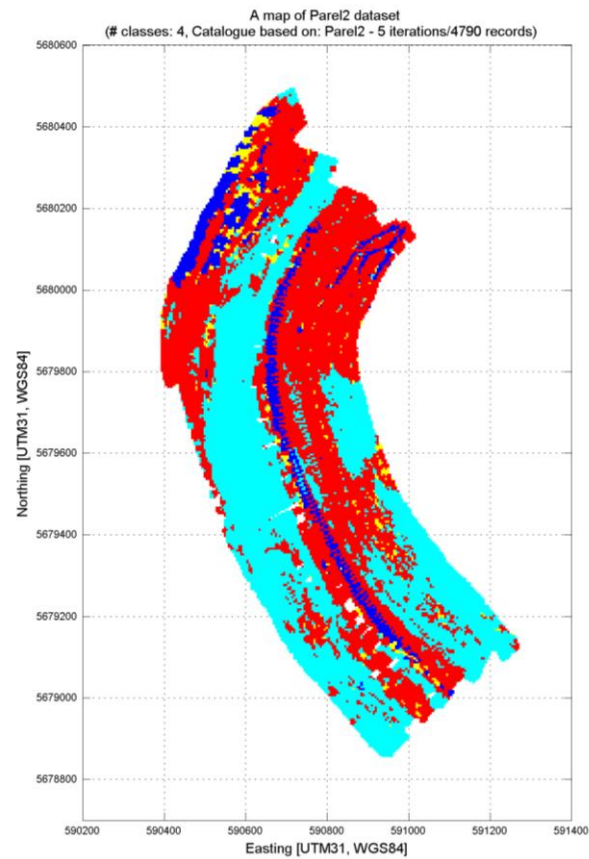 A map of Parel2 dataset
(# classes: 4, Catalogue based on: Parel2 - 5 iterations/4790 records)
5680600
5680400
5680200
5680000
5679800
5679600
5679400
5679200
5679000
5678800
Northing [UTM31, WGS84]
590200 590400 590600 590800 591000 591200 591400
Easting [UTM31, WGS84]